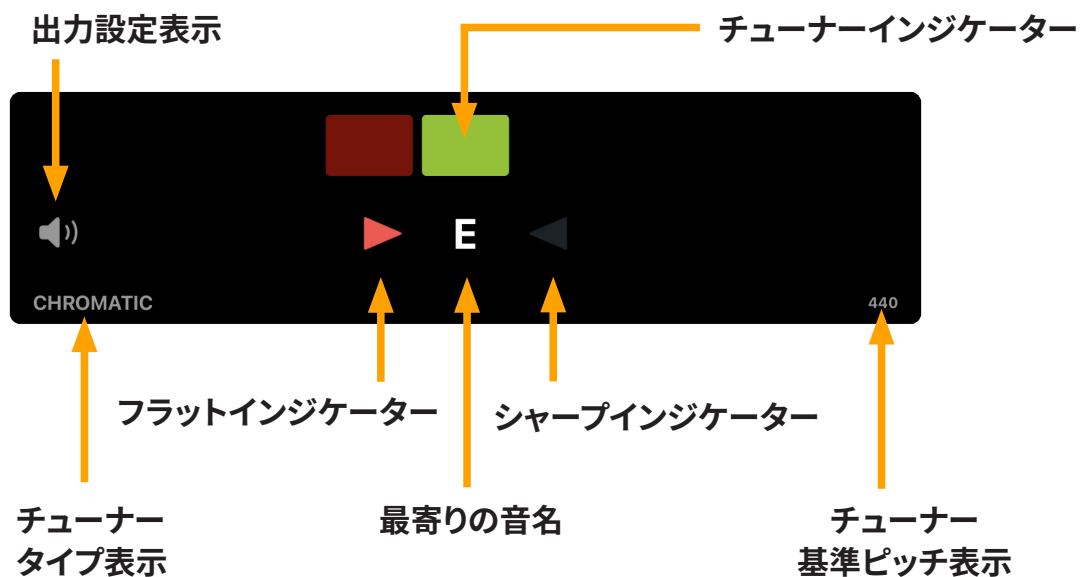 出力設定表示
チューナーインジケーター
E
CHROMATIC
440
フラットインジケーター
シャープインジケーター
チューナー
タイプ表示
最寄りの音名
チューナー
基準ピッチ表示